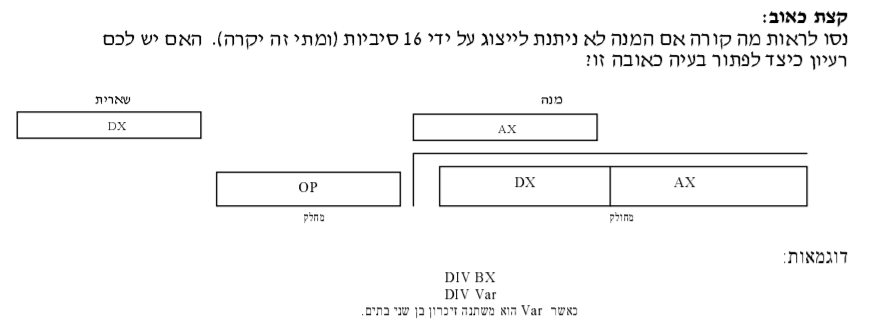 קצת כאוב:
נסו לראות מה קורה אם המנה לא ניתנת לייצוג על ידי 16 סיביות (ומתי זה יקרה). האם יש לכם
רעיון כיצד לפתור בעיה כאובה זו?
שארית
מנה
DX
AX
OP
DX
AX
מחלק
מחולק
דוגמאות:
DIV BX
DIV Var
כאשר Var הוא משתנה זיכרון בן שני בתים.